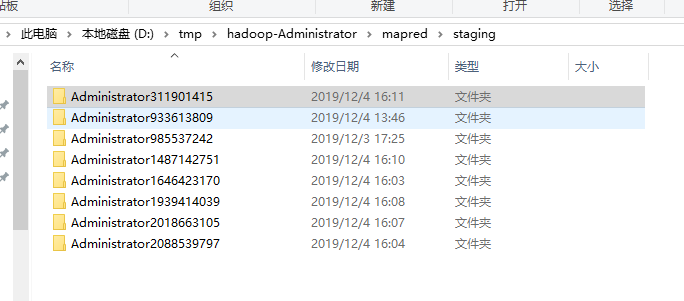 贴板 组织 新建 打开 选择
此电脑 › 本地磁盘 (D:) › tmp › hadoop-Administrator › mapred › staging
名称 修改日期 类型 大小
Administrator311901415 2019/12/4 16:11 文件夹
Administrator933613809 2019/12/4 13:46 文件夹
Administrator985537242 2019/12/3 17:25 文件夹
Administrator1487142751 2019/12/4 16:10 文件夹
Administrator1646423170 2019/12/4 16:03 文件夹
Administrator1939414039 2019/12/4 16:08 文件夹
Administrator2018663105 2019/12/4 16:07 文件夹
Administrator2088539797 2019/12/4 16:04 文件夹